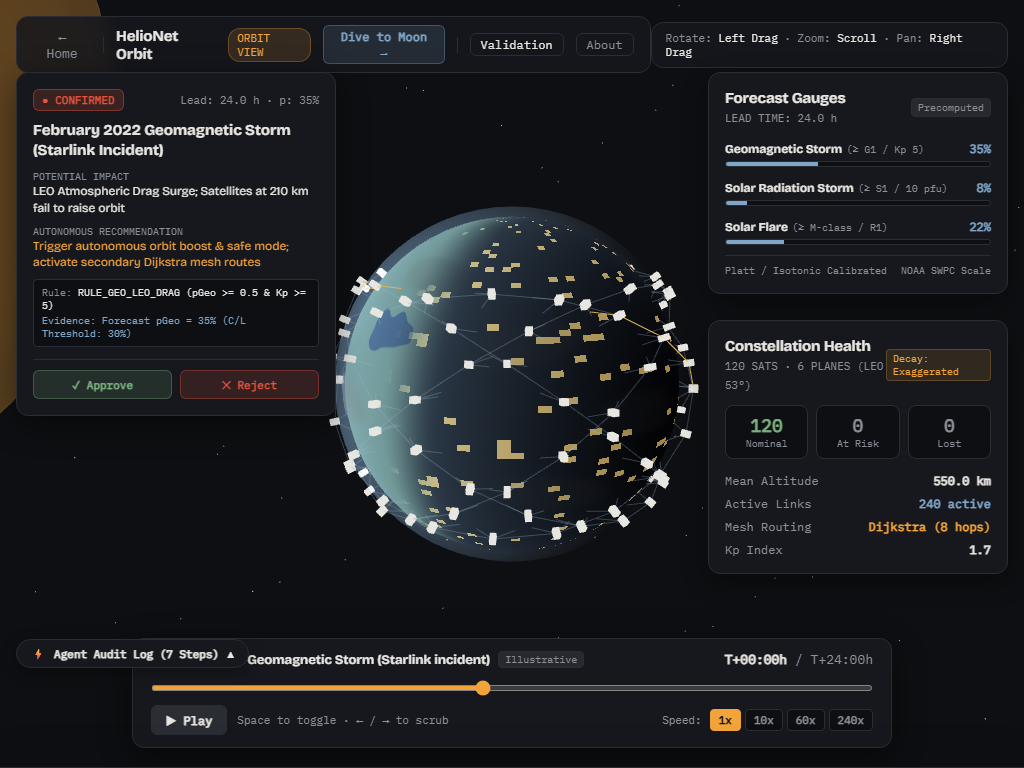 ← Home
HelioNet Orbit
ORBIT VIEW
Dive to Moon →
Validation
About
Rotate: Left Drag · Zoom: Scroll · Pan: Right Drag
● CONFIRMED
Lead: 24.0 h · p: 35%
February 2022 Geomagnetic Storm
(Starlink Incident)
POTENTIAL IMPACT
LEO Atmospheric Drag Surge; Satellites at 210 km
fail to raise orbit
AUTONOMOUS RECOMMENDATION
Trigger autonomous orbit boost & safe mode;
activate secondary Dijkstra mesh routes
Rule: RULE_GEO_LEO_DRAG (pGeo >= 0.5 & Kp >=
5)
Evidence: Forecast pGeo = 35% (C/L
Threshold: 30%)
✓ Approve
✕ Reject
Forecast Gauges
LEAD TIME: 24.0 h
Precomputed
Geomagnetic Storm (≥ G1 / Kp 5) 35%
Solar Radiation Storm (≥ S1 / 10 pfu) 8%
Solar Flare (≥ M-class / R1) 22%
Platt / Isotonic Calibrated NOAA SWPC Scale
Constellation Health
120 SATS · 6 PLANES (LEO
53°)
Decay:
Exaggerated
120 0 0
Nominal At Risk Lost
Mean Altitude 550.0 km
Active Links 240 active
Mesh Routing Dijkstra (8 hops)
Kp Index 1.7
Agent Audit Log (7 Steps) ▲
Geomagnetic Storm (Starlink incident)
Illustrative
T+00:00h / T+24:00h
▶ Play
Space to toggle · ← / → to scrub
Speed: 1x 10x 60x 240x